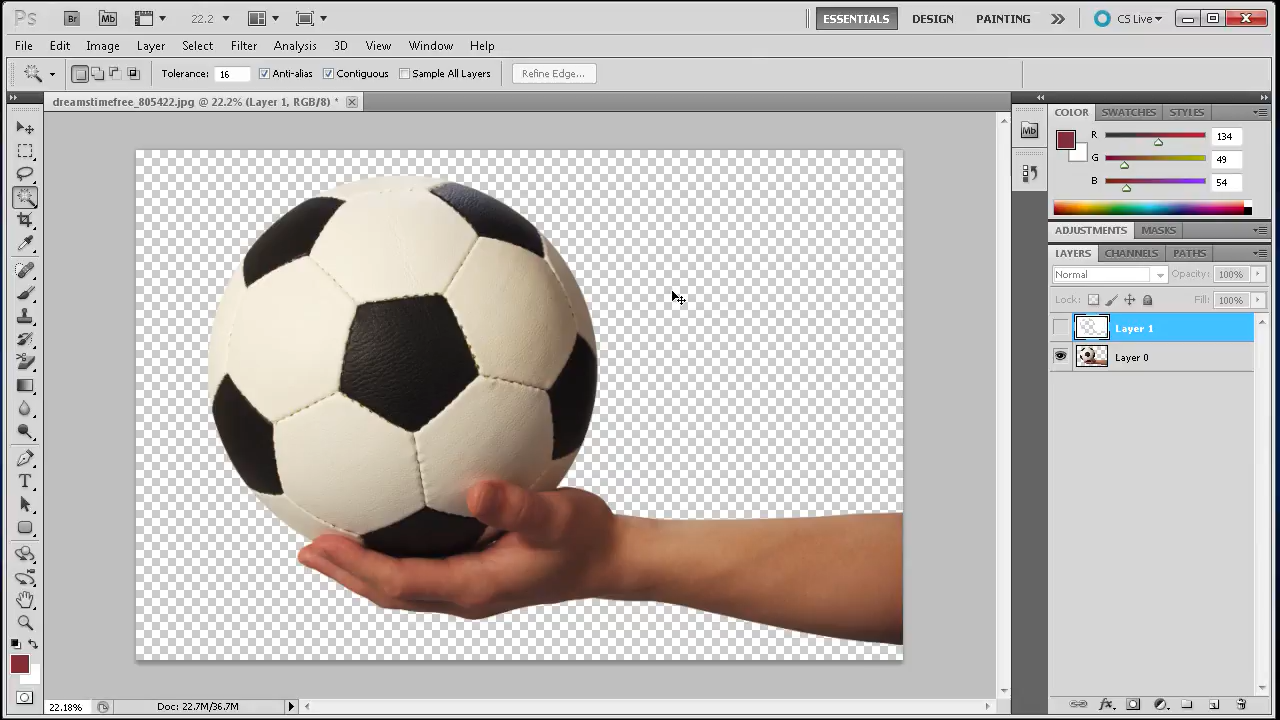 Ps Br Mb 22.2 ESSENTIALS DESIGN PAINTING CS Live
File Edit Image Layer Select Filter Analysis 3D View Window Help
Tolerance: 16 Anti-alias Contiguous Sample All Layers Refine Edge...
dreamstimefree_805422.jpg @ 22.2% (Layer 1, RGB/8) *
COLOR SWATCHES STYLES
Mb
R 134
G 49
B 54
ADJUSTMENTS MASKS
LAYERS CHANNELS PATHS
Normal Opacity: 100%
Lock: Fill: 100%
Layer 1
Layer 0
T
22.18% Doc: 22.7M/36.7M
fx